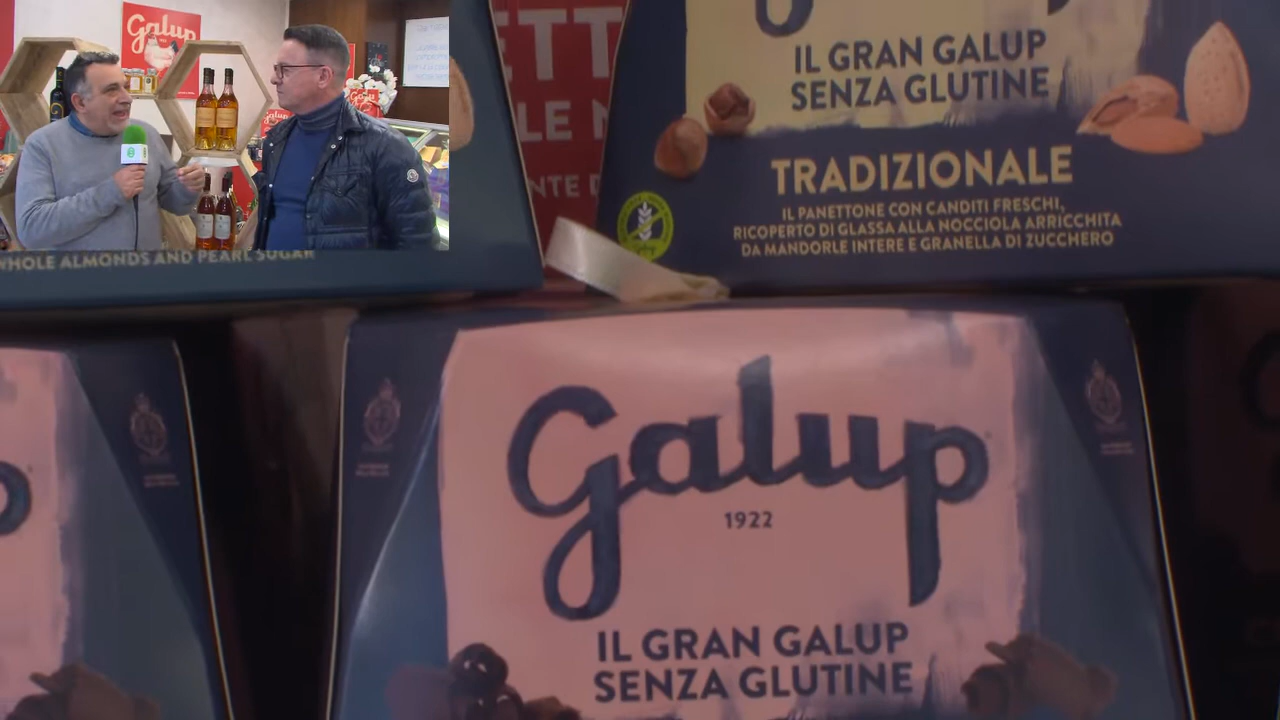 Galup
WHOLE ALMONDS AND PEARL SUGAR
IL GRAN GALUP
SENZA GLUTINE
TRADIZIONALE
IL PANETTONE CON CANDITI FRESCHI,
RICOPERTO DI GLASSA ALLA NOCCIOLA ARRICCHITA
DA MANDORLE INTERE E GRANELLA DI ZUCCHERO
Galup
1922
IL GRAN GALUP
SENZA GLUTINE